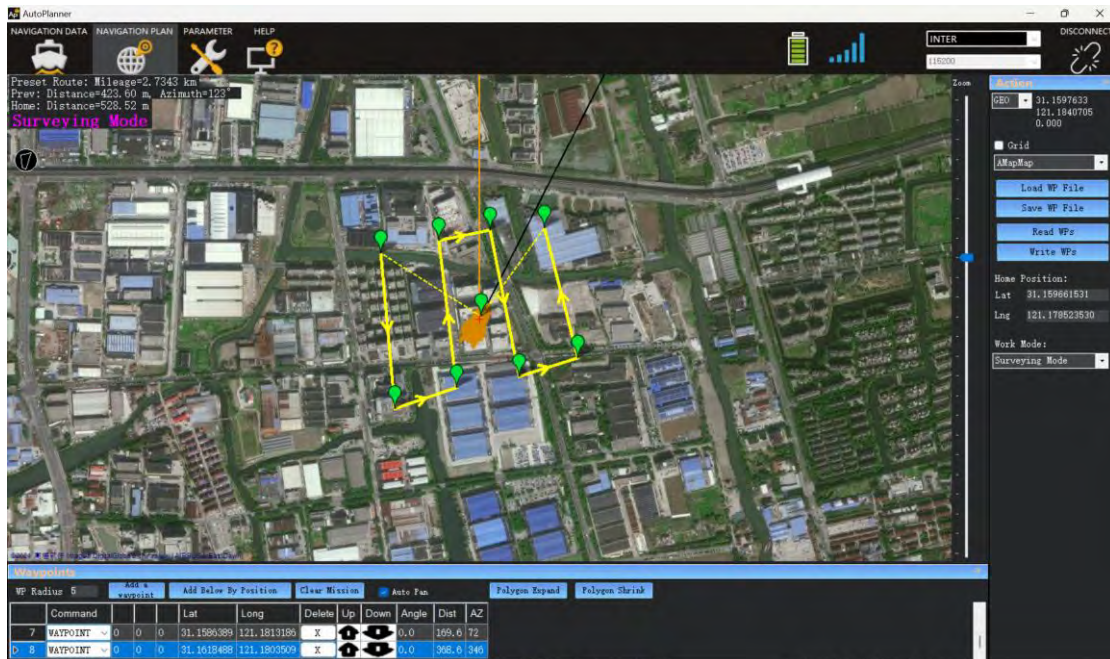 AutoPlanner
NAVIGATION DATA NAVIGATION PLAN PARAMETER HELP
INTER
DISCONNECT
115200
Preset Route: Mileage=2.7343 km
Prev: Distance=423.60 m, Azimuth=123°
Home: Distance=528.52 m
Surveying Mode
Zoom
Action
GEO 31.1597633
121.1840705
0.000
Grid
AMapMap
Load WP File
Save WP File
Read WPs
Write WPs
Home Position:
Lat 31.159661531
Lng 121.178523530
Work Mode:
Surveying Mode
Waypoints
WP Radius 5 Add a waypoint Add Below By Position Clear Mission Auto Pan Polygon Expand Polygon Shrink
Command Lat Long Delete Up Down Angle Dist AZ
7 WAYPOINT 0 0 0 31.1586389 121.1813186 X 0.0 169.6 72
8 WAYPOINT 0 0 0 31.1618488 121.1803509 X 0.0 368.6 346